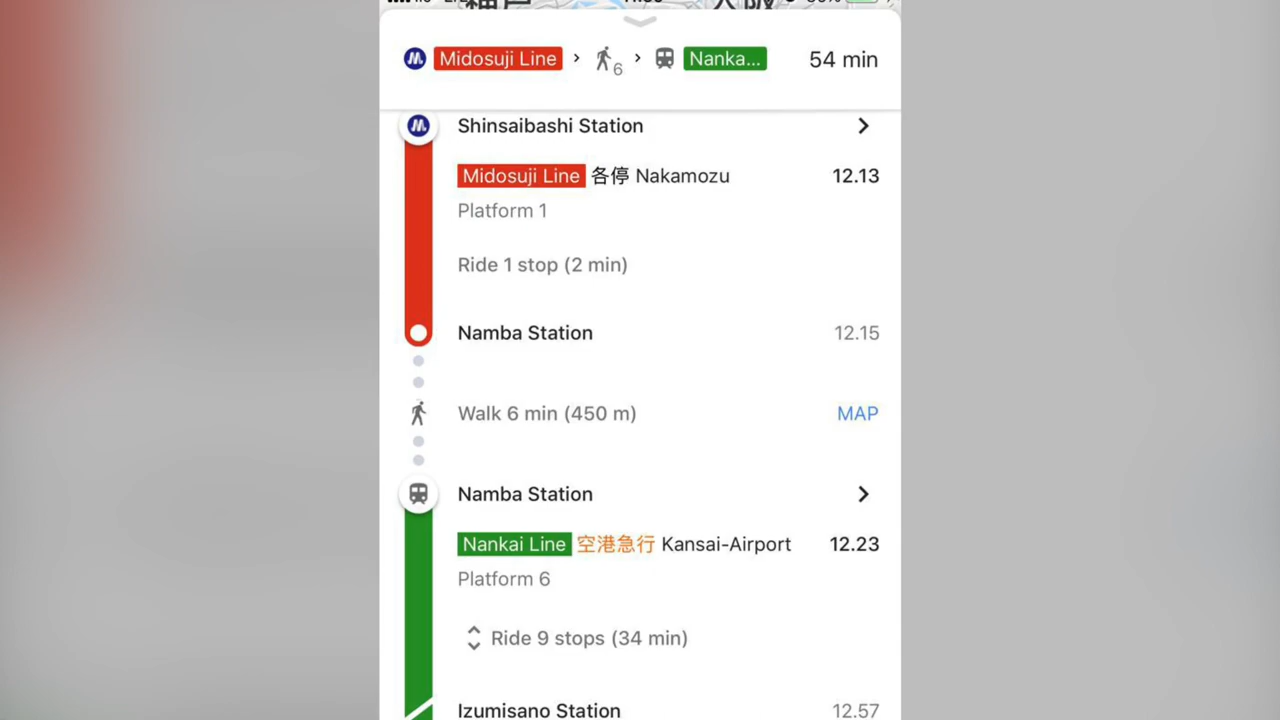 Midosuji Line > 6 > Nanka... 54 min
Shinsaibashi Station
Midosuji Line 各停 Nakamozu 12.13
Platform 1
Ride 1 stop (2 min)
Namba Station 12.15
Walk 6 min (450 m) MAP
Namba Station
Nankai Line 空港急行 Kansai-Airport 12.23
Platform 6
Ride 9 stops (34 min)
Izumisano Station 12.57